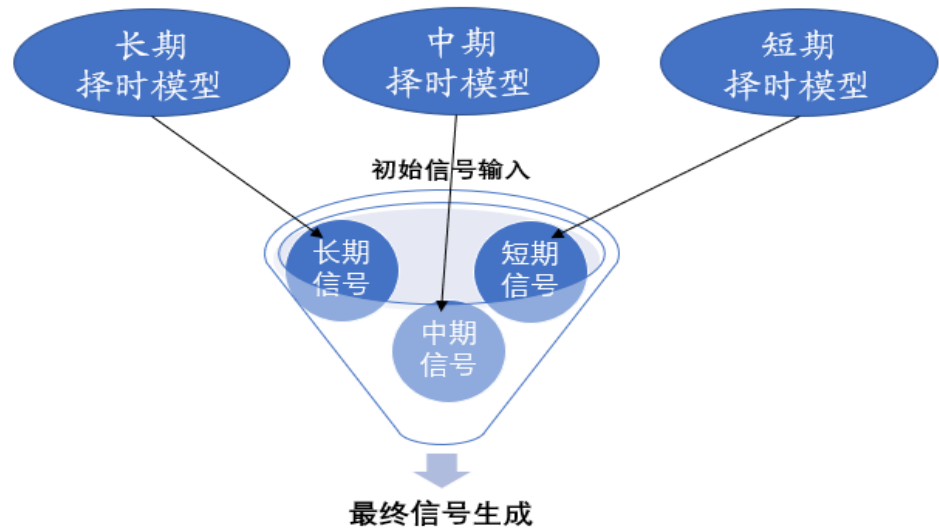 长期
择时模型
中期
择时模型
短期
择时模型
初始信号输入
长期
信号
短期
信号
中期
信号
最终信号生成